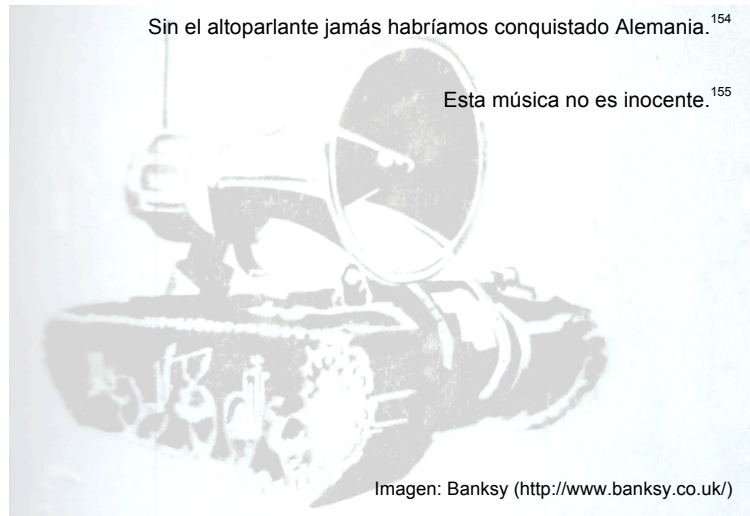 Sin el altoparlante jamás habríamos conquistado Alemania.154
Esta música no es inocente.155
Imagen: Banksy (http://www.banksy.co.uk/)